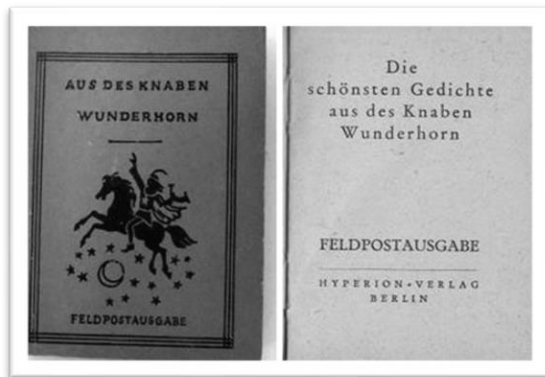 AUS DES KNABEN
WUNDERHORN
FELDPOSTAUSGABE
Die
schönsten Gedichte
aus des Knaben
Wunderhorn
FELDPOSTAUSGABE
HYPERION-VERLAG
BERLIN